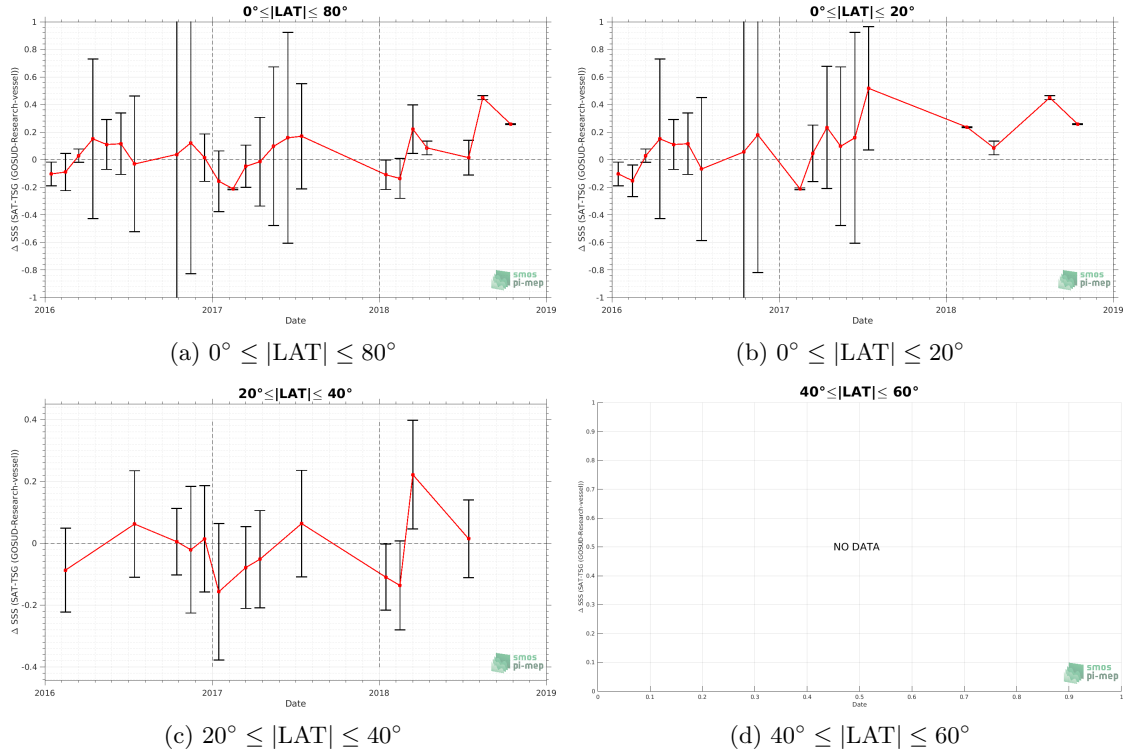 0°≤|LAT|≤ 80°
Δ SSS (SAT-TSG (GOSUD-Research-vessel))
1
0.8
0.6
0.4
0.2
0
-0.2
-0.4
-0.6
-0.8
-1
2016 2017 2018 2019
Date
smos
pi-mep
(a) 0° ≤ |LAT| ≤ 80°
0°≤|LAT|≤ 20°
Δ SSS (SAT-TSG (GOSUD-Research-vessel))
1
0.8
0.6
0.4
0.2
0
-0.2
-0.4
-0.6
-0.8
-1
2016 2017 2018 2019
Date
smos
pi-mep
(b) 0° ≤ |LAT| ≤ 20°
20°≤|LAT|≤ 40°
Δ SSS (SAT-TSG (GOSUD-Research-vessel))
0.4
0.2
0
-0.2
-0.4
2016 2017 2018 2019
Date
smos
pi-mep
(c) 20° ≤ |LAT| ≤ 40°
40°≤|LAT|≤ 60°
Δ SSS (SAT-TSG (GOSUD-Research-vessel))
1
0.9
0.8
0.7
0.6
0.5
0.4
0.3
0.2
0.1
0
NO DATA
0 0.1 0.2 0.3 0.4 0.5 0.6 0.7 0.8 0.9 1
Date
smos
pi-mep
(d) 40° ≤ |LAT| ≤ 60°